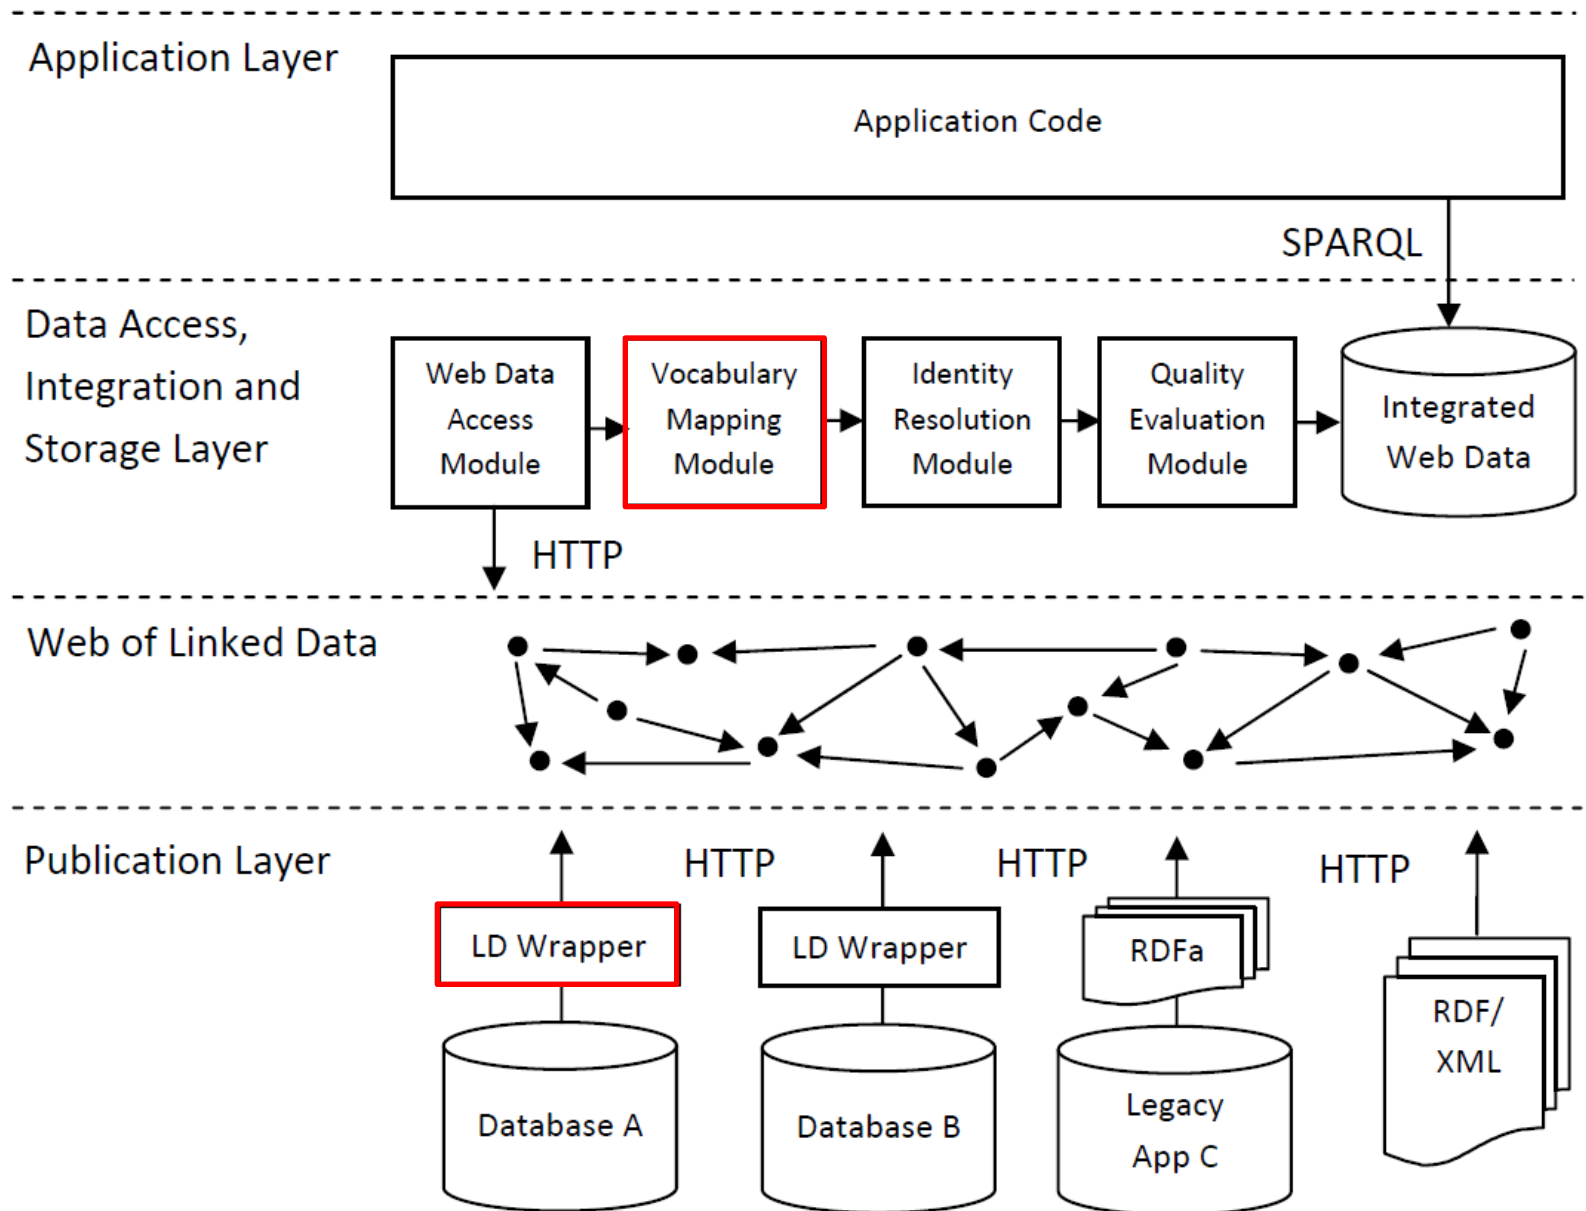 Application Layer
Application Code
SPARQL
Data Access,
Integration and
Storage Layer
Web Data
Access
Module
Vocabulary
Mapping
Module
Identity
Resolution
Module
Quality
Evaluation
Module
Integrated
Web Data
HTTP
Web of Linked Data
Publication Layer
HTTP
HTTP
HTTP
LD Wrapper
LD Wrapper
RDFa
RDF/
XML
Database A
Database B
Legacy
App C